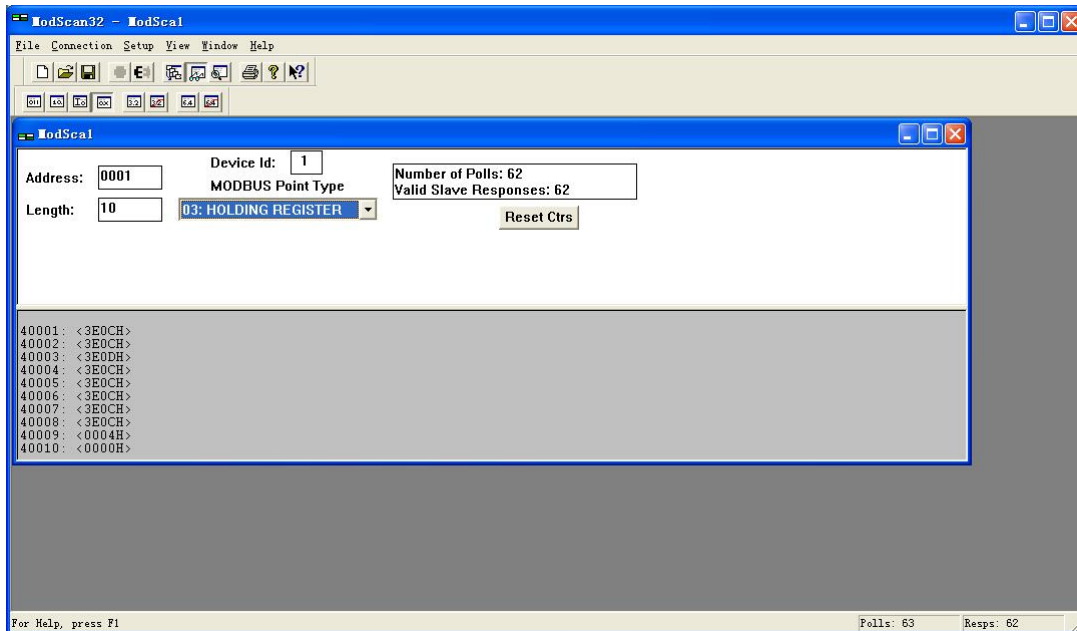 ModScan32 - ModSca1
File Connection Setup View Window Help
ModSca1
Address: 0001
Device Id: 1
MODBUS Point Type
Length: 10
03: HOLDING REGISTER
Number of Polls: 62
Valid Slave Responses: 62
Reset Ctrs
40001: <3E0CH>
40002: <3E0CH>
40003: <3E0DH>
40004: <3E0CH>
40005: <3E0CH>
40006: <3E0CH>
40007: <3E0CH>
40008: <3E0CH>
40009: <0004H>
40010: <0000H>
For Help, press F1
Polls: 63
Resps: 62